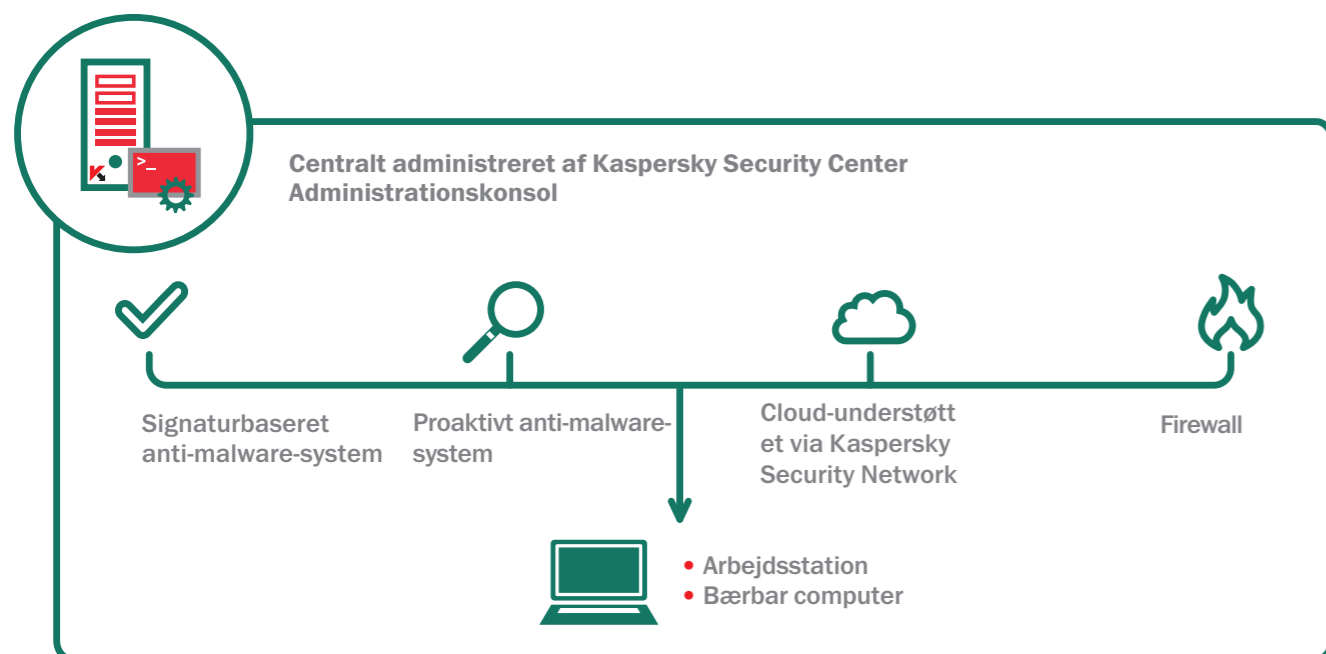 >_
Centralt administreret af Kaspersky Security Center
Administrationskonsol
Signaturbaseret
anti-malware-system
Proaktivt anti-malware-
system
Cloud-understøtt
et via Kaspersky
Security Network
Firewall
• Arbejdsstation
• Bærbar computer